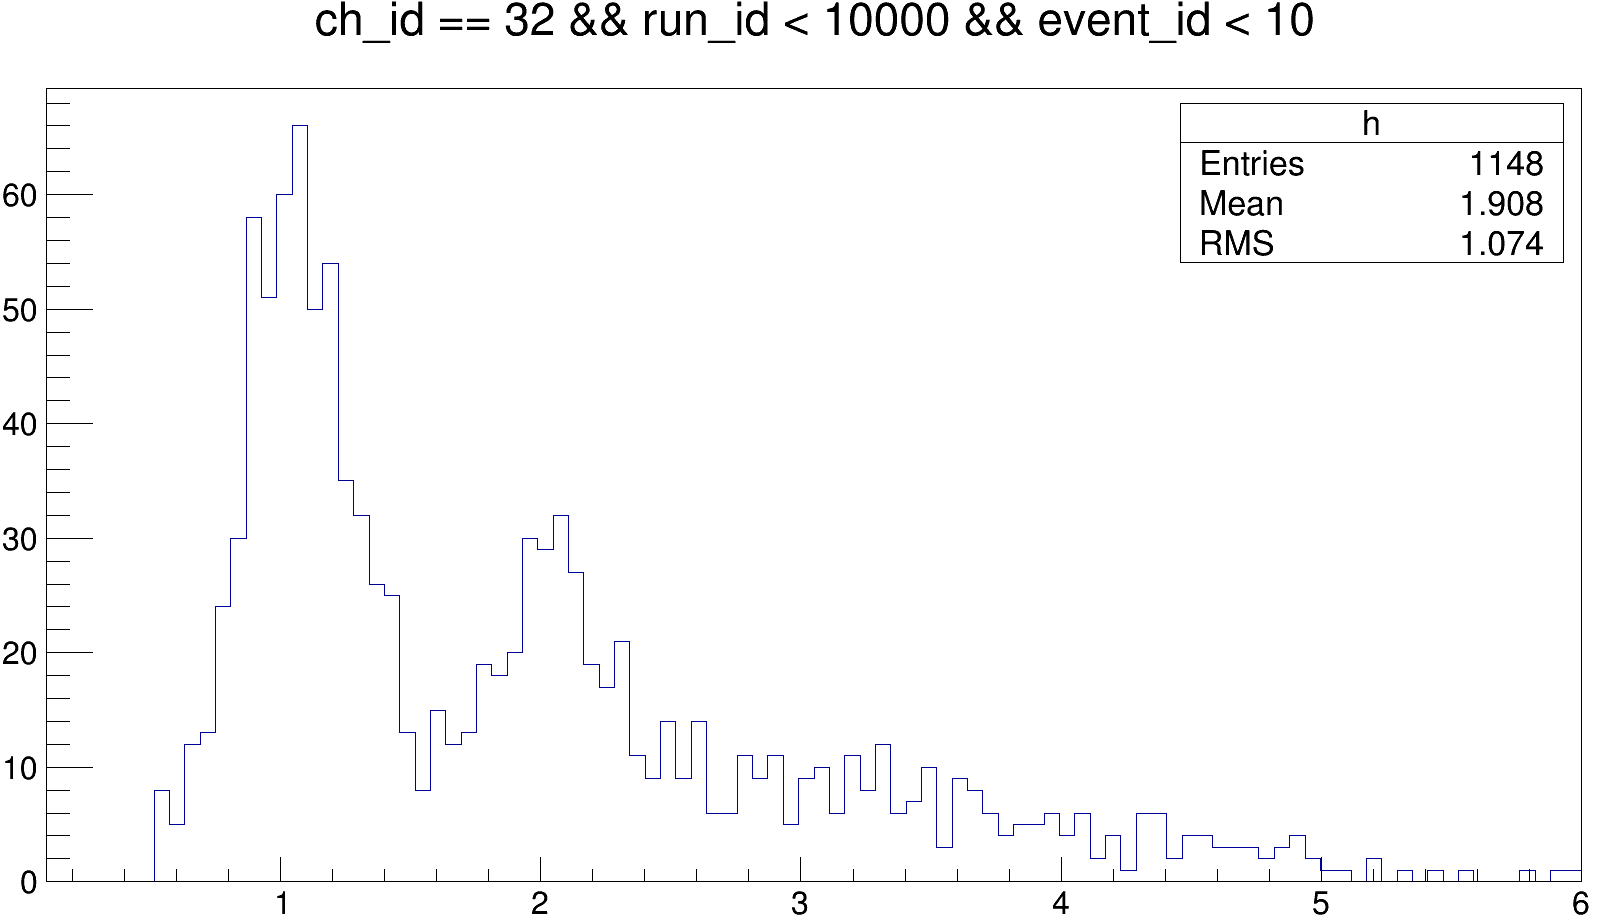 ch_id == 32 && run_id < 10000 && event_id < 10
h
Entries 1148
Mean 1.908
RMS 1.074
60
50
40
30
20
10
0
1 2 3 4 5 6